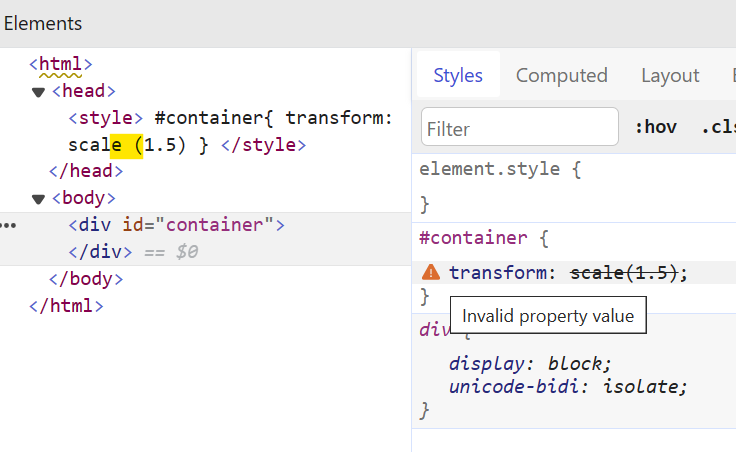 Elements
<html>
<head>
<style> #container{ transform:
scale (1.5) } </style>
</head>
<body>
••• <div id="container">
</div> == $0
</body>
</html>
Styles Computed Layout
Filter :hov .cls
element.style {
}
#container {
transform: scale(1.5);
}
Invalid property value
div {
display: block;
unicode-bidi: isolate;
}